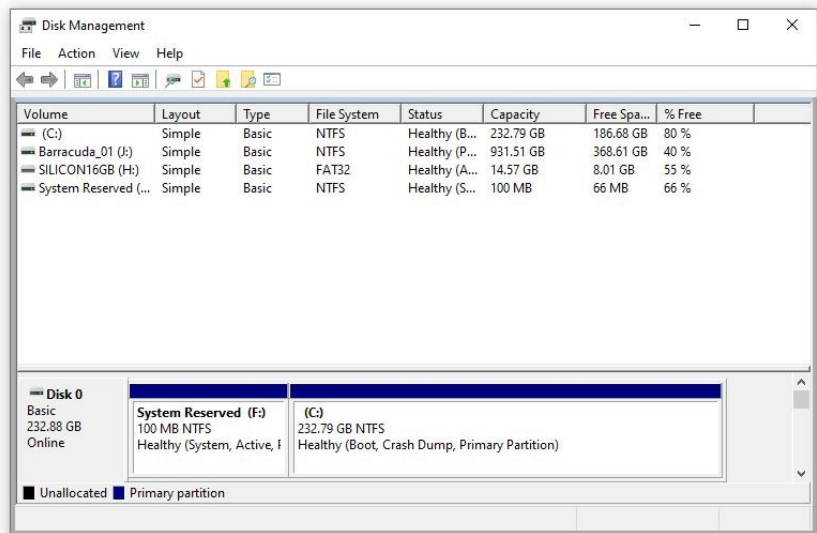 Disk Management
File Action View Help
Volume Layout Type File System Status Capacity Free Spa... % Free
(C:) Simple Basic NTFS Healthy (B... 232.79 GB 186.68 GB 80 %
Barracuda_01 (J:) Simple Basic NTFS Healthy (P... 931.51 GB 368.61 GB 40 %
SILICON16GB (H:) Simple Basic FAT32 Healthy (A... 14.57 GB 8.01 GB 55 %
System Reserved (... Simple Basic NTFS Healthy (S... 100 MB 66 MB 66 %
Disk 0
Basic
232.88 GB
Online
System Reserved (F:)
100 MB NTFS
Healthy (System, Active, F
(C:)
232.79 GB NTFS
Healthy (Boot, Crash Dump, Primary Partition)
Unallocated Primary partition